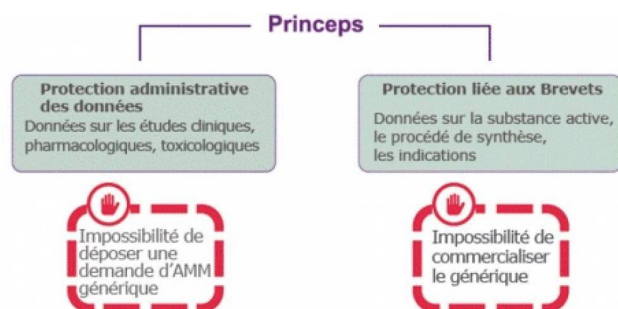 Princeps
Protection administrative
des données
Données sur les études cliniques,
pharmacologiques, toxicologiques
Protection liée aux Brevets
Données sur la substance active,
le procédé de synthèse,
les indications
Impossibilité de
déposer une
demande d'AMM
générique
Impossibilité de
commercialiser
le générique